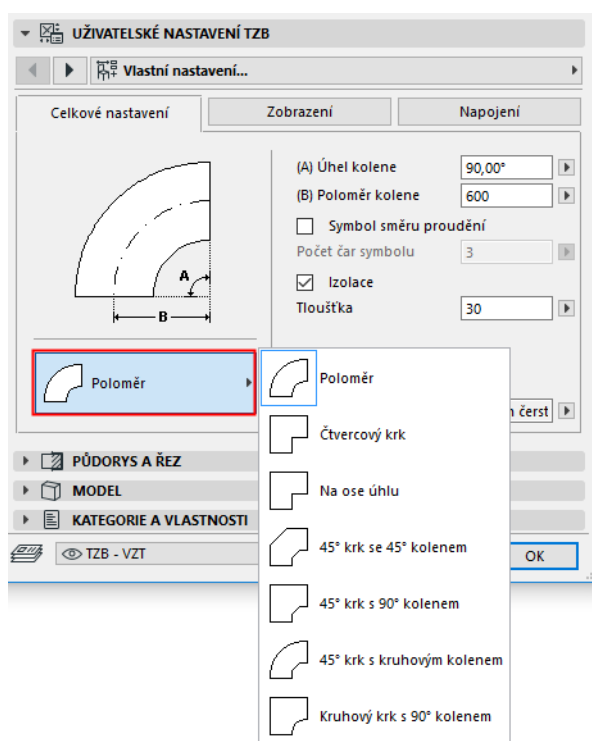 UŽIVATELSKÉ NASTAVENÍ TZB
Vlastní nastavení...
Celkové nastavení
Zobrazení
Napojení
A
B
(A) Úhel kolene 90,00°
(B) Poloměr kolene 600
Symbol směru proudění
Počet čar symbolu 3
Izolace
Tloušťka 30
Poloměr
Poloměr
čerst
Čtvercový krk
Na ose úhlu
45° krk se 45° kolenem
45° krk s 90° kolenem
45° krk s kruhovým kolenem
Kruhový krk s 90° kolenem
PŮDORYS A ŘEZ
MODEL
KATEGORIE A VLASTNOSTI
TZB - VZT
OK